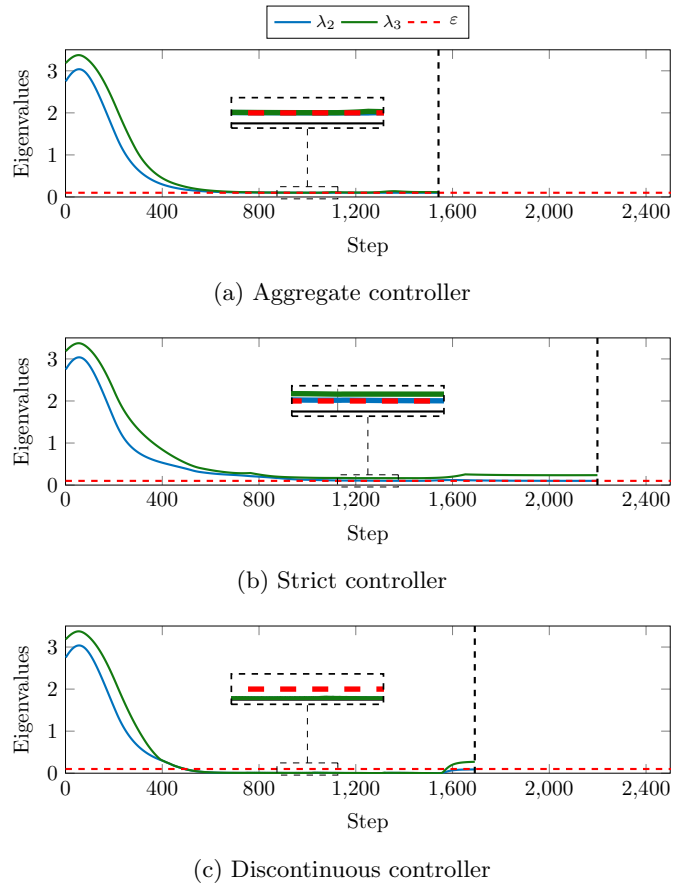 λ2 λ3 ε
3
2
1
0
0 400 800 1,200 1,600 2,000 2,400
Eigenvalues
Step
(a) Aggregate controller
3
2
1
0
0 400 800 1,200 1,600 2,000 2,400
Eigenvalues
Step
(b) Strict controller
3
2
1
0
0 400 800 1,200 1,600 2,000 2,400
Eigenvalues
Step
(c) Discontinuous controller